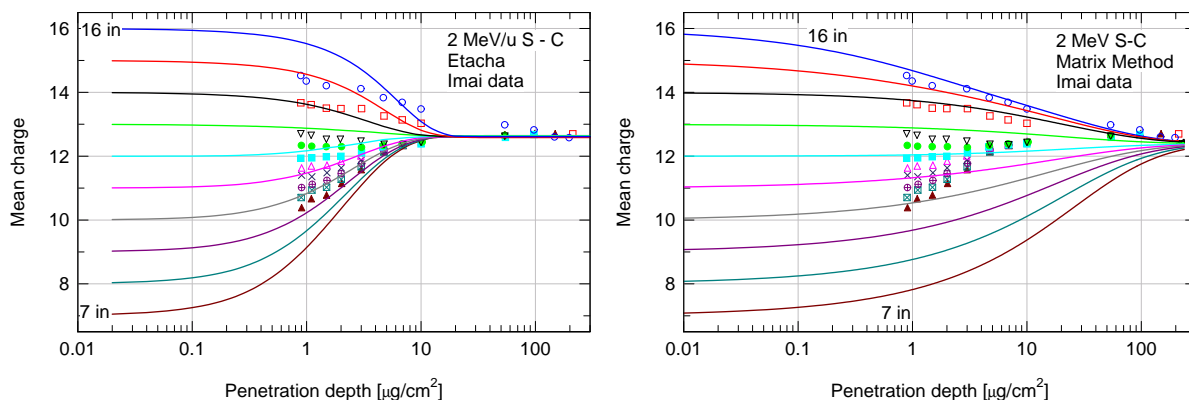 16
14
12
10
8
16 in
7 in
2 MeV/u S - C
Etacha
Imai data
Mean charge
0.01
0.1
1
10
100
Penetration depth [µg/cm²]
16
14
12
10
8
16 in
7 in
2 MeV S-C
Matrix Method
Imai data
Mean charge
0.01
0.1
1
10
100
Penetration depth [µg/cm²]